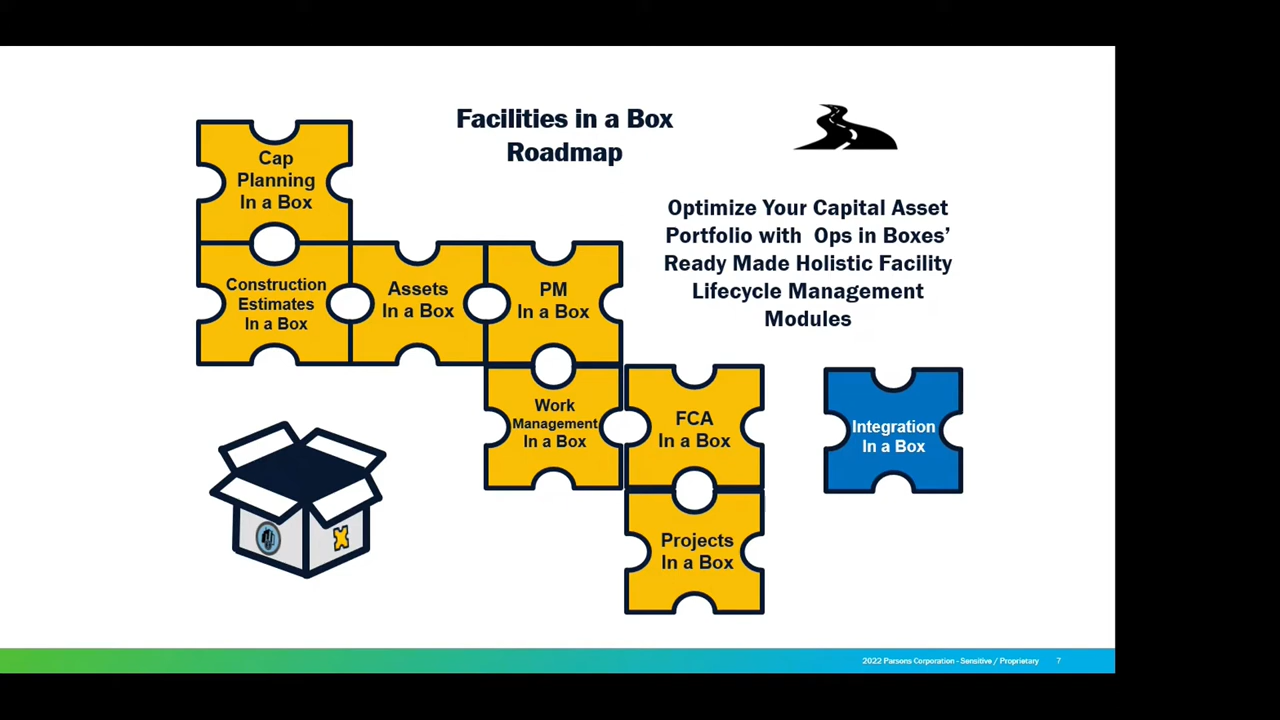 Facilities in a Box
Roadmap
Cap
Planning
In a Box
Optimize Your Capital Asset
Portfolio with Ops in Boxes’
Ready Made Holistic Facility
Lifecycle Management
Modules
Construction
Estimates
In a Box
Assets
In a Box
PM
In a Box
Work
Management
In a Box
FCA
In a Box
Integration
In a Box
Projects
In a Box
2022 Parsons Corporation - Sensitive / Proprietary 7